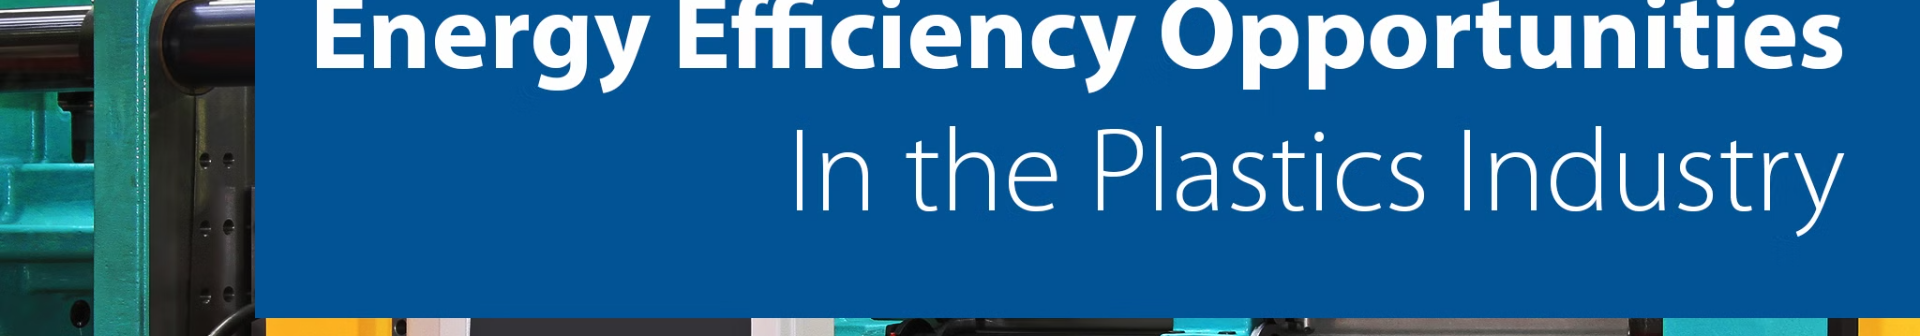 Energy Efficiency Opportunities
In the Plastics Industry